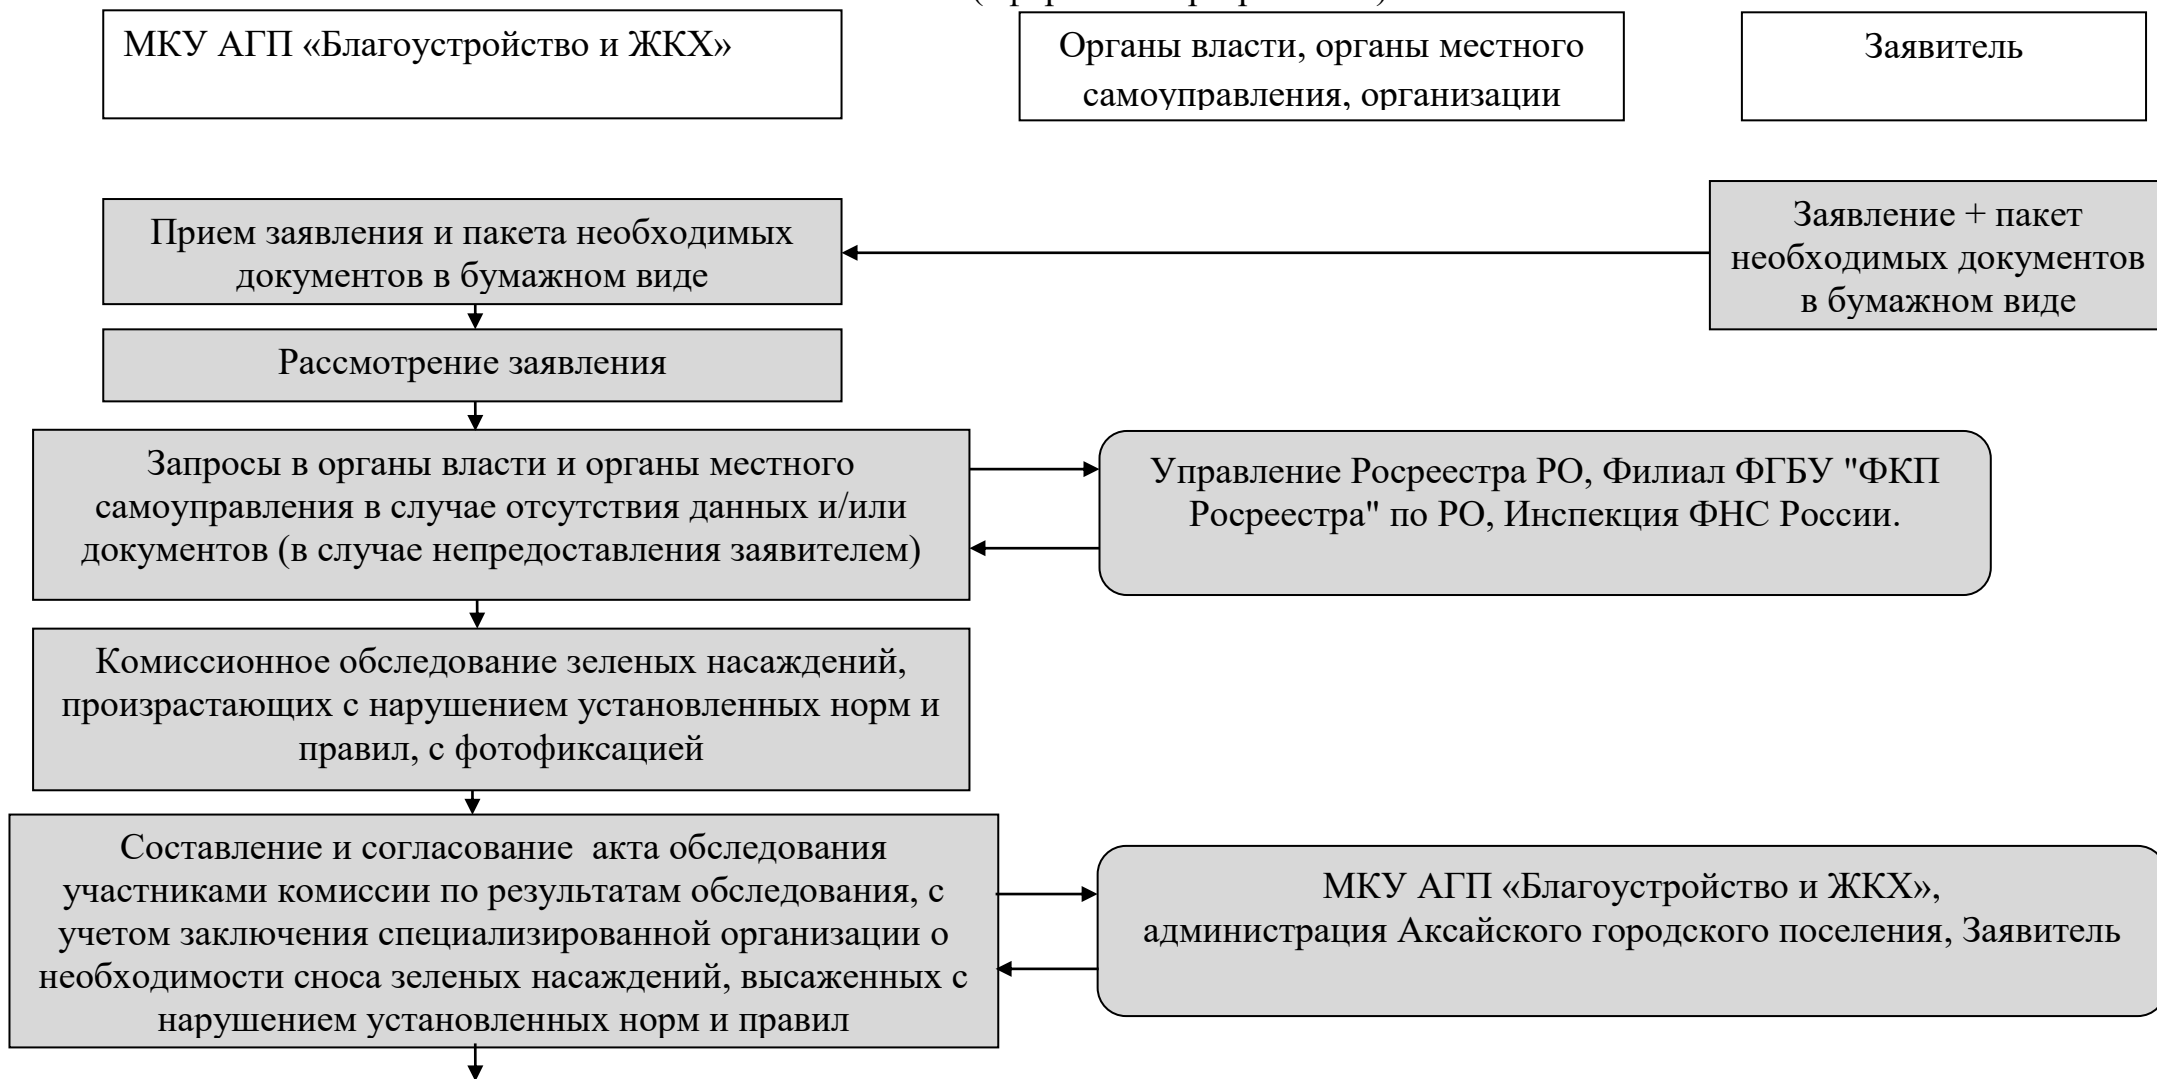 МКУ АГП «Благоустройство и ЖКХ»
Органы власти, органы местного
самоуправления, организации
Заявитель
Заявление + пакет
необходимых документов
в бумажном виде
Прием заявления и пакета необходимых
документов в бумажном виде
Рассмотрение заявления
Запросы в органы власти и органы местного
самоуправления в случае отсутствия данных и/или
документов (в случае непредоставления заявителем)
Управление Росреестра РО, Филиал ФГБУ "ФКП
Росреестра" по РО, Инспекция ФНС России.
Комиссионное обследование зеленых насаждений,
произрастающих с нарушением установленных норм и
правил, с фотофиксацией
Составление и согласование  акта обследования
участниками комиссии по результатам обследования, с
учетом заключения специализированной организации о
необходимости сноса зеленых насаждений, высаженных с
нарушением установленных норм и правил
МКУ АГП «Благоустройство и ЖКХ»,
администрация Аксайского городского поселения, Заявитель